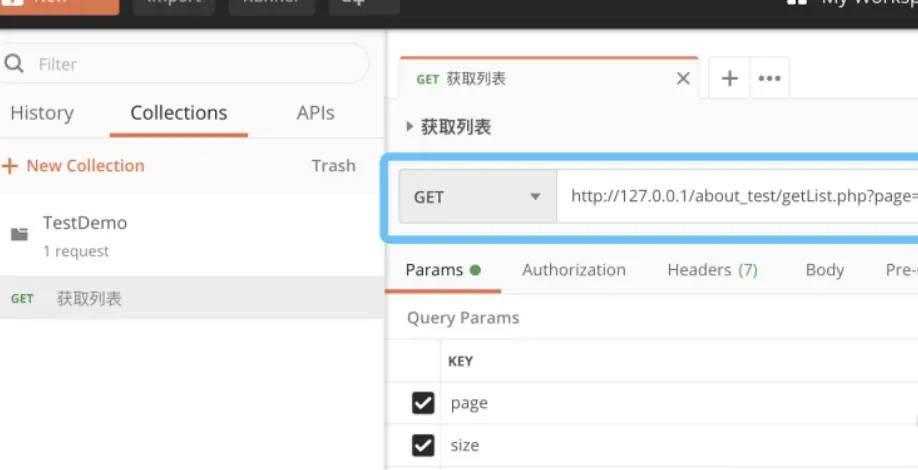 New Import Runner My Workspace
Filter
GET 获取列表
History Collections APIs
获取列表
+ New Collection Trash
GET http://127.0.0.1/about_test/getList.php?page=
TestDemo
1 request
Params Authorization Headers (7) Body Pre-
GET 获取列表
Query Params
KEY
page
size